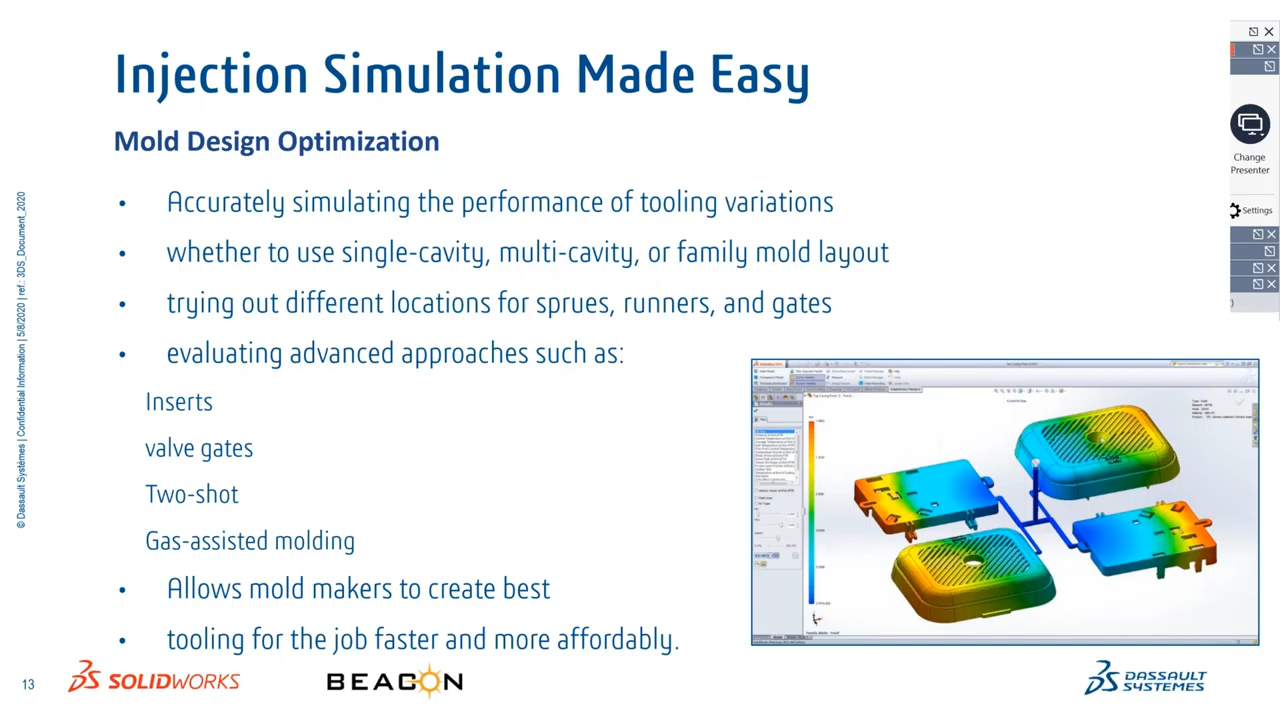 Injection Simulation Made Easy
Mold Design Optimization
• Accurately simulating the performance of tooling variations
• whether to use single-cavity, multi-cavity, or family mold layout
• trying out different locations for sprues, runners, and gates
• evaluating advanced approaches such as:
Inserts
valve gates
Two-shot
Gas-assisted molding
• Allows mold makers to create best
• tooling for the job faster and more affordably.
© Dassault Systèmes | Confidential Information | 5/8/2020 | ref.: 3DS_Document_2020
Change
Presenter
Settings
SOLIDWORKS
13
SOLIDWORKS
BEACON
DASSAULT
SYSTEMES